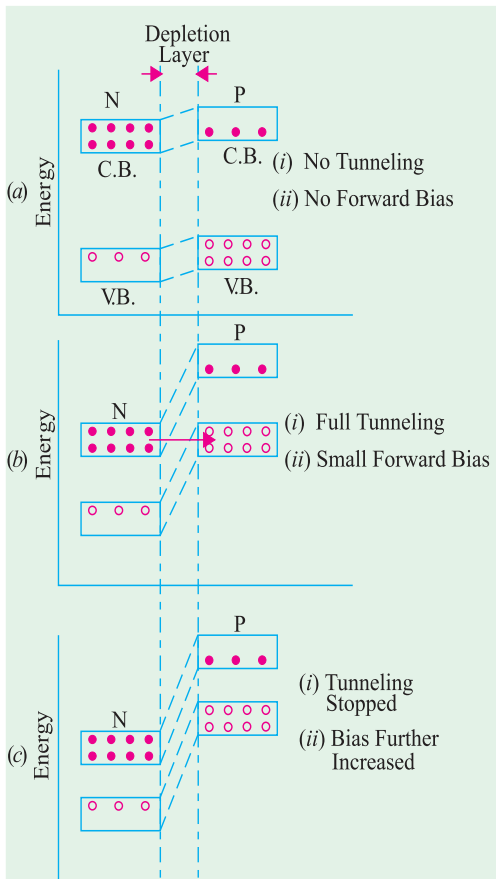 Depletion
Layer
N
P
C.B.
C.B.
(a)
Energy
(i) No Tunneling
(ii) No Forward Bias
V.B.
V.B.
P
N
(b)
Energy
(i) Full Tunneling
(ii) Small Forward Bias
P
N
(c)
Energy
(i) Tunneling
Stopped
(ii) Bias Further
Increased